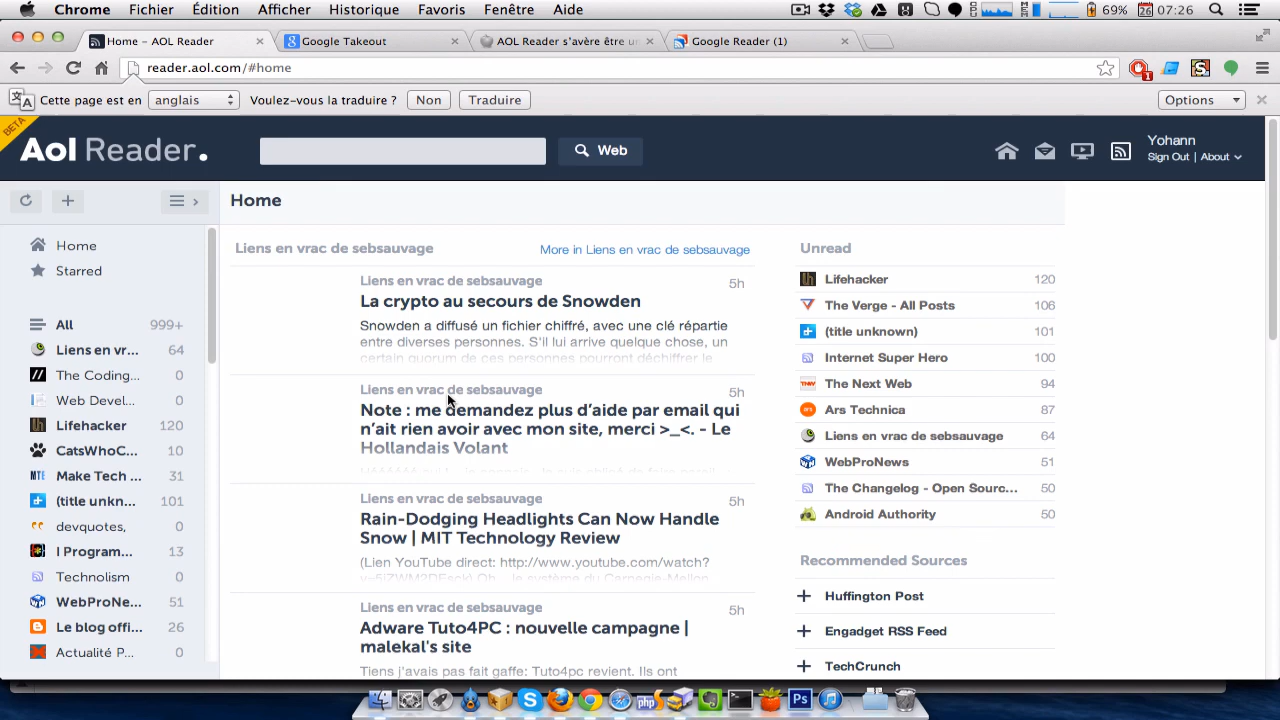 Chrome Fichier Édition Afficher Historique Favoris Fenêtre Aide 69% 26 07:26
Home – AOL Reader
Google Takeout
AOL Reader s'avère être un
Google Reader (1)
reader.aol.com/#home
Cette page est en anglais Voulez-vous la traduire ? Non Traduire Options
BETA
Aol Reader.
Web
Yohann
Sign Out | About
Home
Starred
All 999+
Liens en vr... 64
The Coding... 0
Web Devel... 0
Lifehacker 120
CatsWhoC... 10
Make Tech ... 31
(title unkn... 101
devquotes, 0
I Program... 13
Technolism 0
WebProNe... 51
Le blog offi... 26
Actualité P... 0
Home
Liens en vrac de sebsauvage More in Liens en vrac de sebsauvage
Liens en vrac de sebsauvage 5h
La crypto au secours de Snowden
Snowden a diffusé un fichier chiffré, avec une clé répartie
entre diverses personnes. S'il lui arrive quelque chose, un
certain quorum de ces personnes pourront déchiffrer le
Liens en vrac de sebsauvage 5h
Note : me demandez plus d'aide par email qui
n'ait rien avoir avec mon site, merci >_<. - Le
Hollandais Volant
Liens en vrac de sebsauvage 5h
Rain-Dodging Headlights Can Now Handle
Snow | MIT Technology Review
(Lien YouTube direct: http://www.youtube.com/watch?
Liens en vrac de sebsauvage 5h
Adware Tuto4PC : nouvelle campagne |
malekal's site
Tiens j'avais pas fait gaffe: Tuto4pc revient. Ils ont
Unread
Lifehacker 120
The Verge - All Posts 106
(title unknown) 101
Internet Super Hero 100
The Next Web 94
Ars Technica 87
Liens en vrac de sebsauvage 64
WebProNews 51
The Changelog - Open Sourc... 50
Android Authority 50
Recommended Sources
Huffington Post
Engadget RSS Feed
TechCrunch